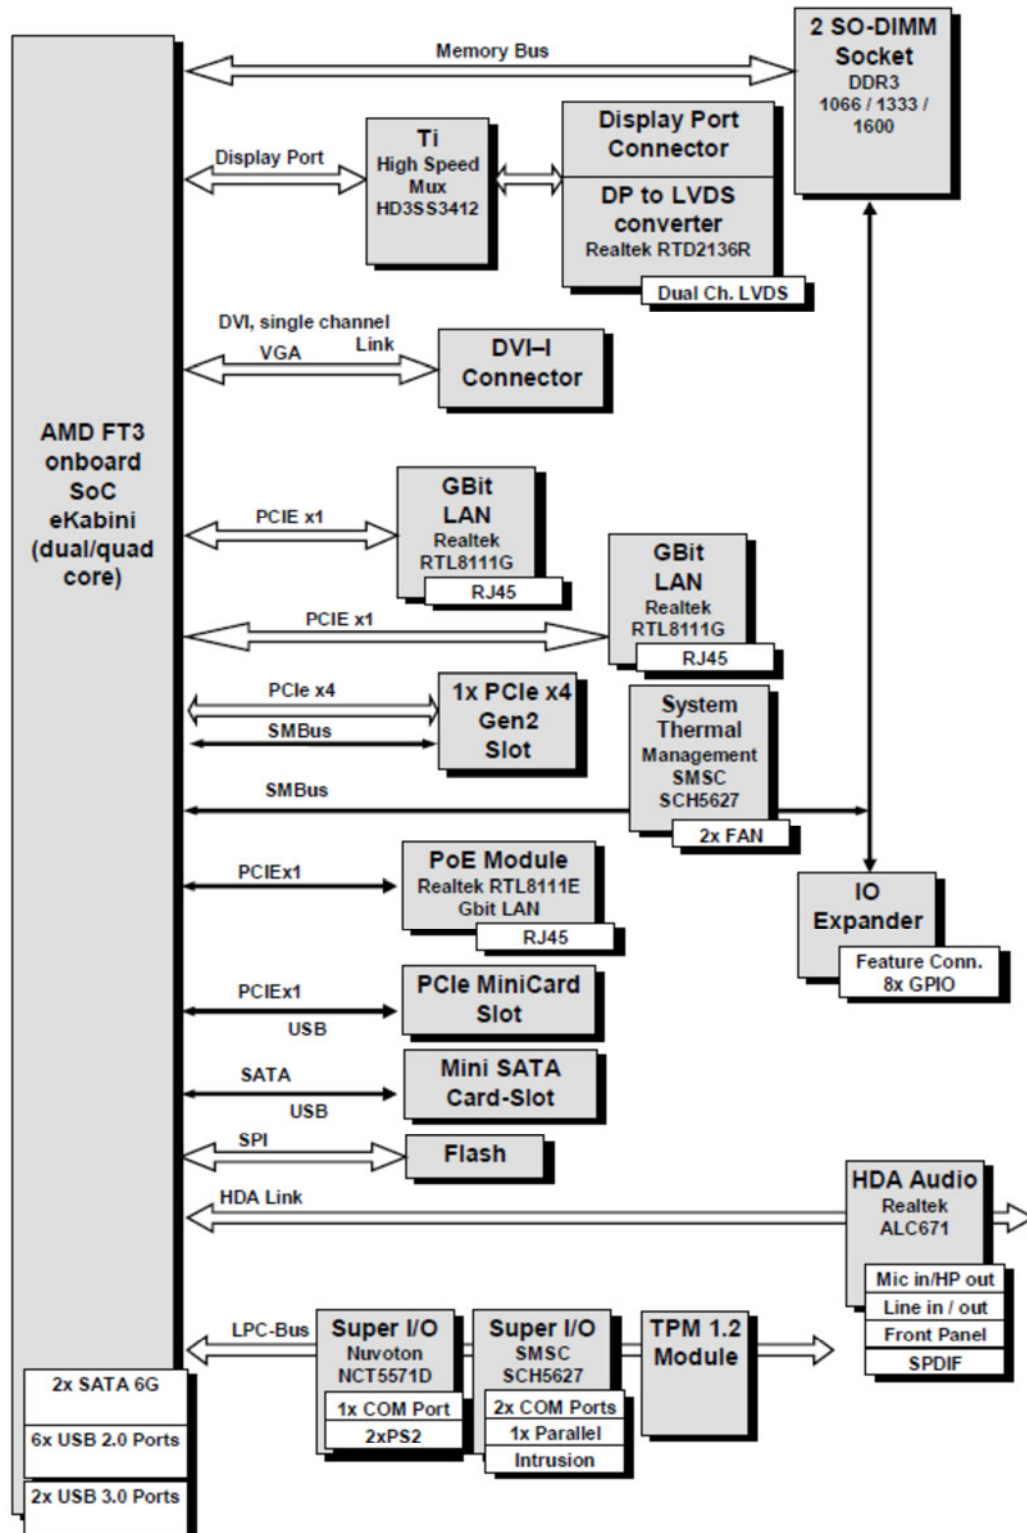 2 SO-DIMM
Socket
DDR3
1066 / 1333 /
1600
Memory Bus
Display Port
Ti
High Speed
Mux
HD3SS3412
Display Port
Connector
DP to LVDS
converter
Realtek RTD2136R
Dual Ch. LVDS
DVI, single channel
Link
VGA
DVI–I
Connector
AMD FT3
onboard
SoC
eKabini
(dual/quad
core)
PCIE x1
GBit
LAN
Realtek
RTL8111G
RJ45
PCIE x1
GBit
LAN
Realtek
RTL8111G
RJ45
PCIe x4
SMBus
1x PCIe x4
Gen2
Slot
System
Thermal
Management
SMSC
SCH5627
2x FAN
SMBus
PCIEx1
PoE Module
Realtek RTL8111E
Gbit LAN
RJ45
IO
Expander
Feature Conn.
8x GPIO
PCIEx1
USB
PCIe MiniCard
Slot
SATA
USB
Mini SATA
Card-Slot
SPI
Flash
HDA Link
HDA Audio
Realtek
ALC671
Mic in/HP out
Line in / out
Front Panel
SPDIF
LPC-Bus
Super I/O
Nuvoton
NCT5571D
1x COM Port
2xPS2
Super I/O
SMSC
SCH5627
2x COM Ports
1x Parallel
Intrusion
TPM 1.2
Module
2x SATA 6G
6x USB 2.0 Ports
2x USB 3.0 Ports